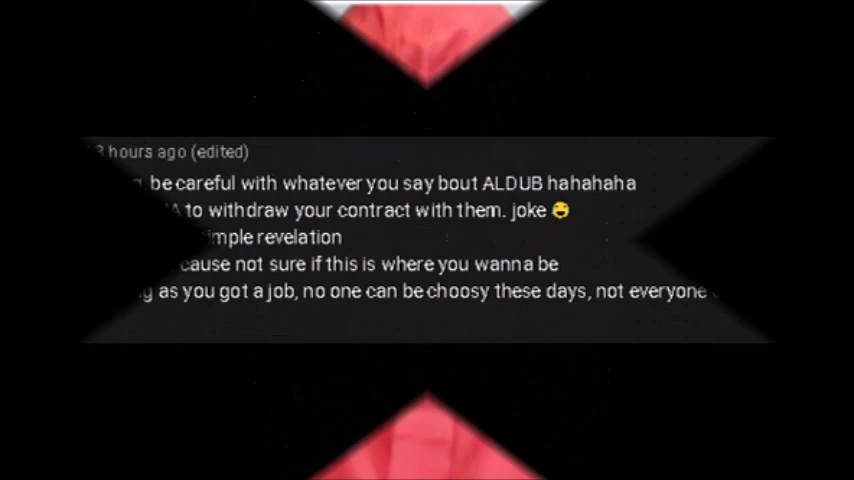 3 hours ago (edited)
be careful with whatever you say bout ALDUB hahahaha
to withdraw your contract with them. joke 😂
revelation
cause not sure if this is where you wanna be
as you got a job, no one can be choosy these days, not everyone